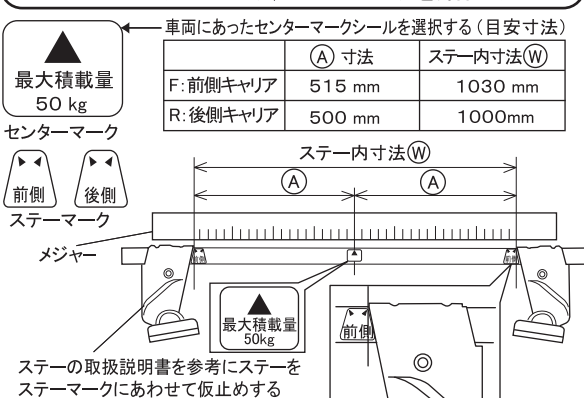 車両にあったセンターマークシールを選択する(目安寸法)
Ⓐ 寸法
ステー内寸法Ⓦ
F:前側キャリア
515 mm
1030 mm
R:後側キャリア
500 mm
1000mm
最大積載量
50 kg
センターマーク
前側
後側
ステーマーク
メジャー
ステー内寸法Ⓦ
Ⓐ
Ⓐ
前側
前側
最大積載量
50kg
前側
ステーの取扱説明書を参考にステーを
ステーマークにあわせて仮止めする